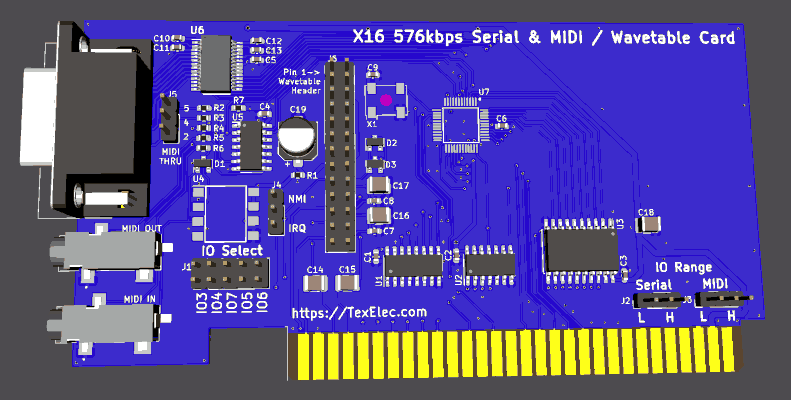 X16 576kbps Serial & MIDI / Wavetable Card
U6
C10
C11
C12
C13
C5
J6
Pin 1->
Wavetable
Header
C9
X1
U7
C6
J5
5
4
2
MIDI
THRU
R2
R3
R4
R5
R6
R7
U5
C4
C19
+
D1
U4
R1
J4
NMI
IRQ
D2
D3
C17
C8
C16
C7
MIDI OUT
IO Select
J1
IO3
IO4
IO7
IO5
IO6
MIDI IN
C14
C15
C1
U1
C2
U2
U3
C3
C18
IO Range
Serial
MIDI
J2
J3
L
H
L
H
https://TexElec.com